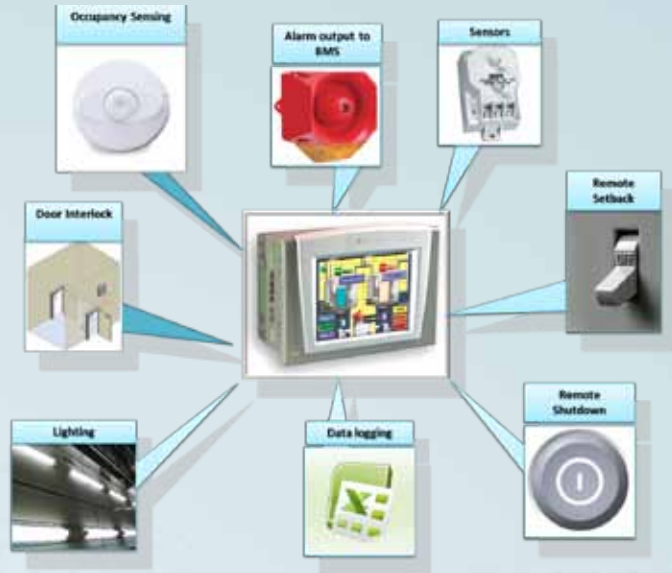 Occupancy Sensing
Alarm output to
BMS
Sensors
Remote
Setback
Door Interlock
Remote
Shutdown
Lighting
Data logging